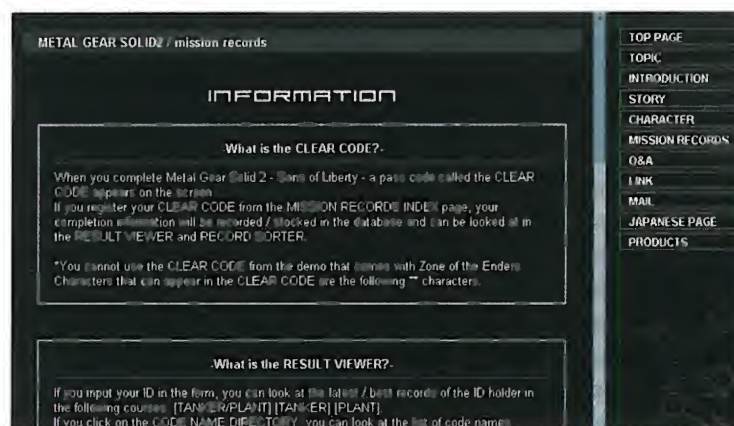 METAL GEAR SOLID2 / mission records
INFORMATION
-What is the CLEAR CODE?-
When you complete Metal Gear Solid 2 - Sons of Liberty - a pass code called the CLEAR
CODE appears on the screen
If you register your CLEAR CODE from the MISSION RECORDS INDEX page, your
completion information will be recorded / stocked in the database and can be looked at in
the RESULT VIEWER and RECORD SORTER.
*You cannot use the CLEAR CODE from the demo that comes with Zone of the Enders
Characters that can appear in the CLEAR CODE are the following ** characters.
-What is the RESULT VIEWER?-
If you input your ID in the form, you can look at the latest / best records of the ID holder in
the following courses: [TANKER/PLANT] [TANKER] [PLANT].
If you click on the CODE NAME DIRECTORY, you can look at the list of code names
TOP PAGE
TOPIC
INTRODUCTION
STORY
CHARACTER
MISSION RECORDS
Q&A
LINK
MAIL
JAPANESE PAGE
PRODUCTS